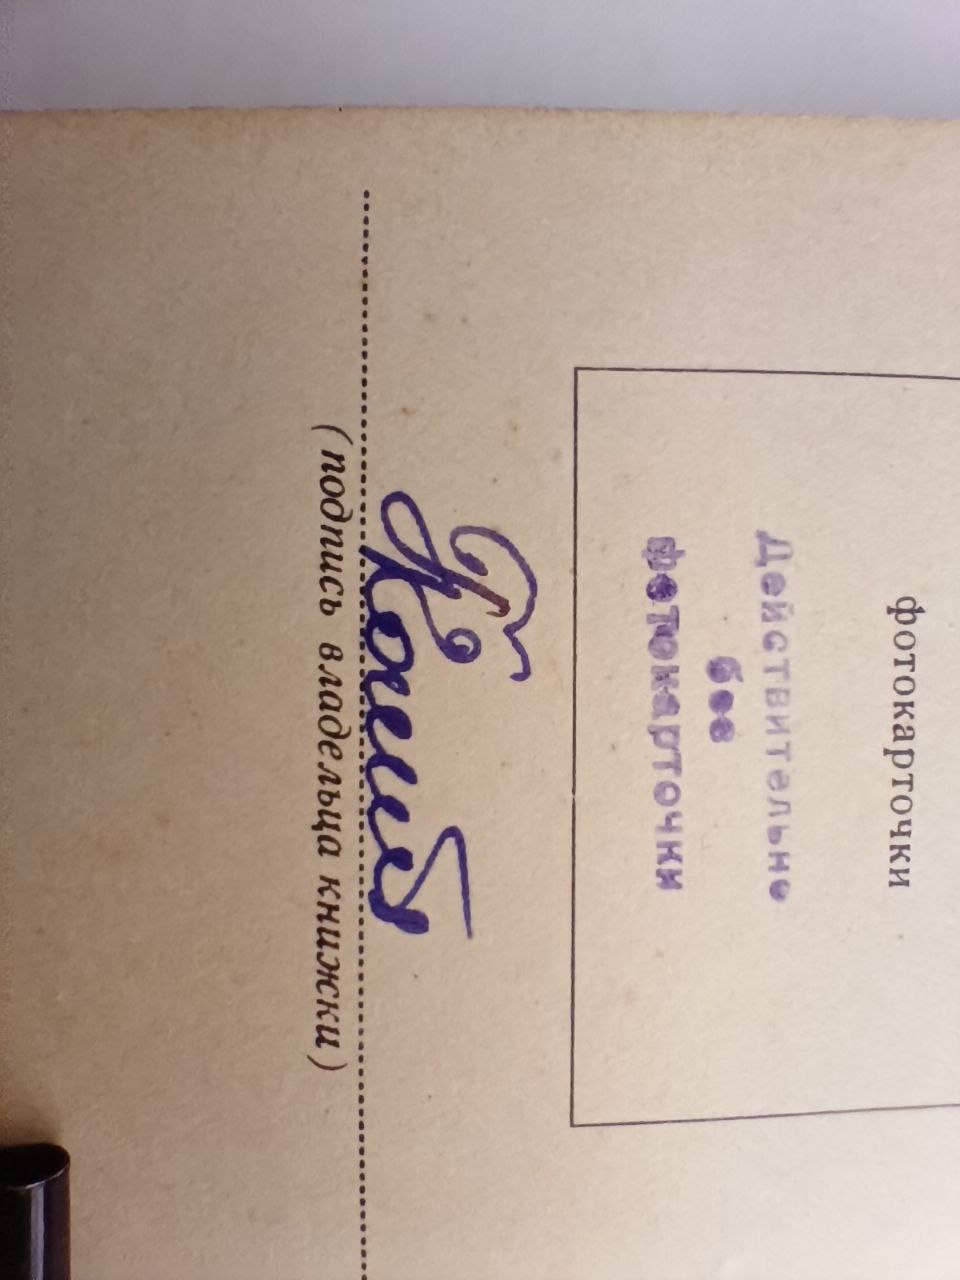 фотокарточки
Действительно
без
фотокарточки
(подпись владельца книжки)